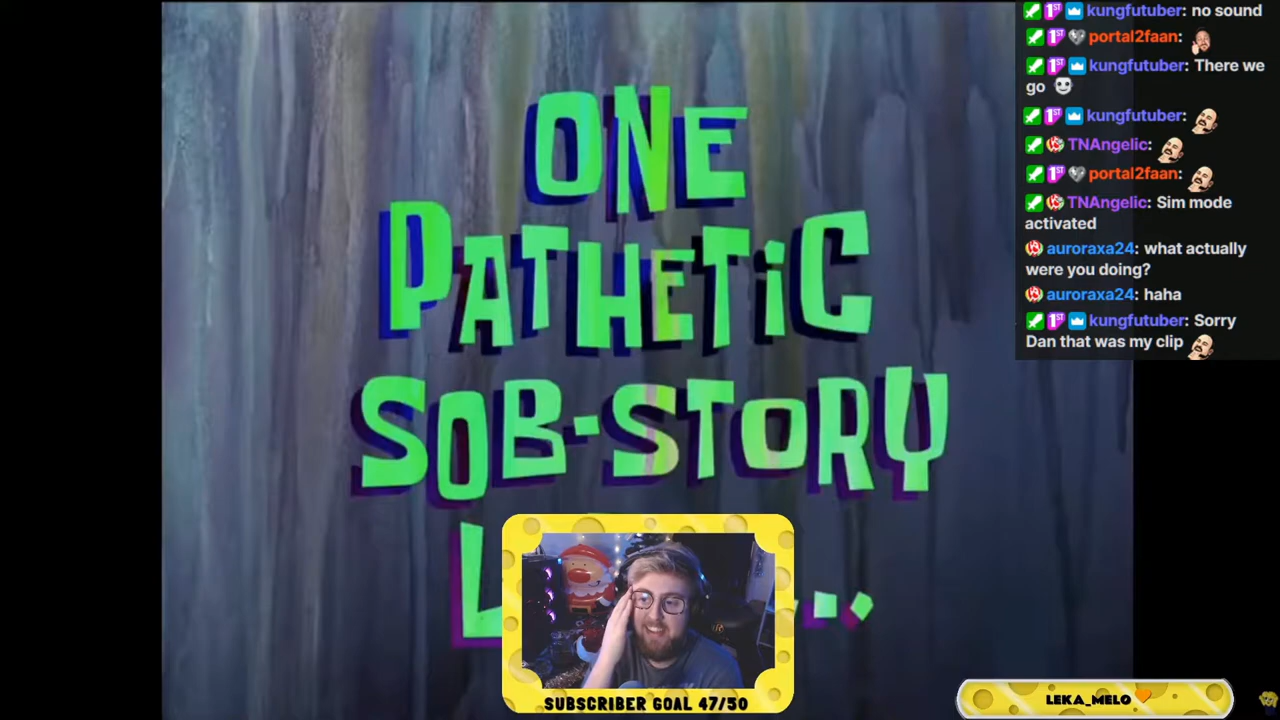 ONE
PATHETIC
SOB-STORY
L...
SUBSCRIBER GOAL 47/50
kungfutuber: no sound
portal2faan:
kungfutuber: There we
go
kungfutuber:
TNAngelic:
portal2faan:
TNAngelic: Sim mode
activated
auroraxa24: what actually
were you doing?
auroraxa24: haha
kungfutuber: Sorry
Dan that was my clip
LEKA_MELO